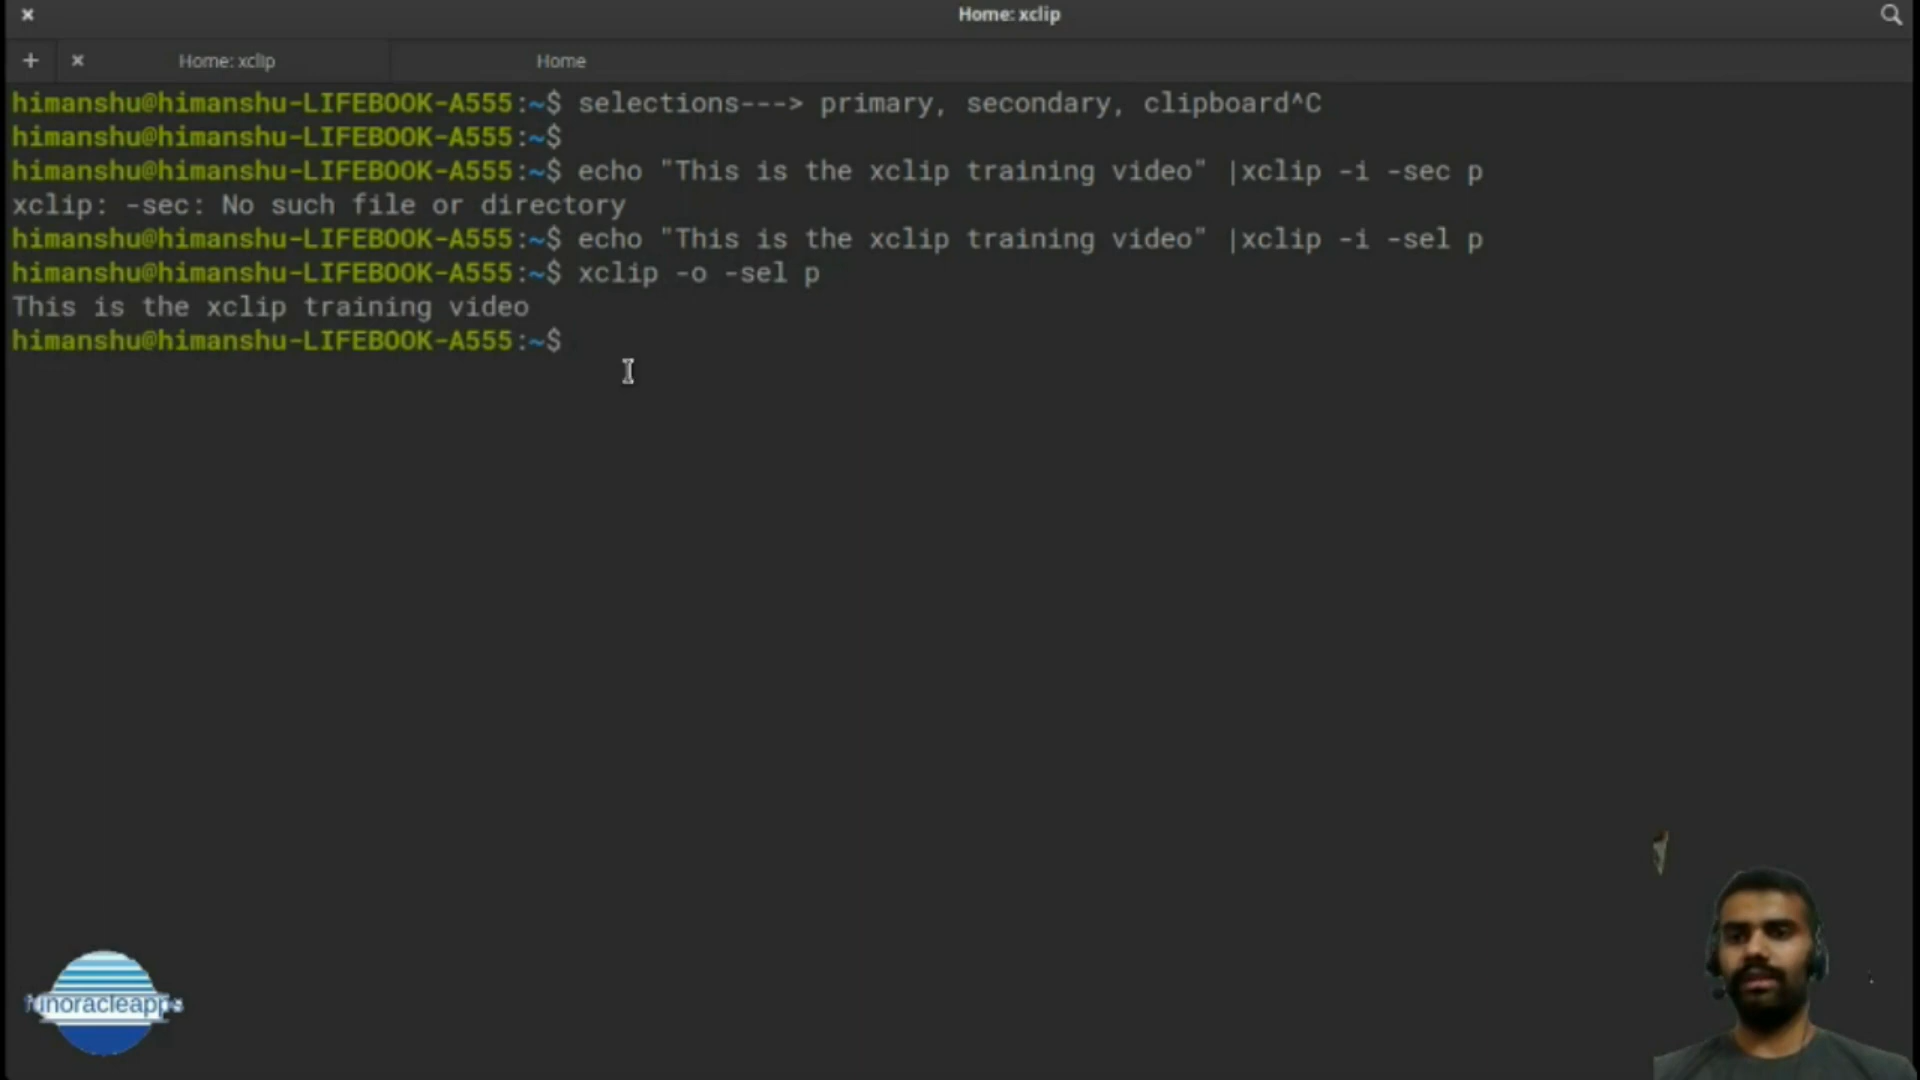 Home: xclip
Home: xclip
Home
himanshu@himanshu-LIFEBOOK-A555:~$ selections---> primary, secondary, clipboard^C
himanshu@himanshu-LIFEBOOK-A555:~$
himanshu@himanshu-LIFEBOOK-A555:~$ echo "This is the xclip training video" |xclip -i -sec p
xclip: -sec: No such file or directory
himanshu@himanshu-LIFEBOOK-A555:~$ echo "This is the xclip training video" |xclip -i -sel p
himanshu@himanshu-LIFEBOOK-A555:~$ xclip -o -sel p
This is the xclip training video
himanshu@himanshu-LIFEBOOK-A555:~$
funoracleapps